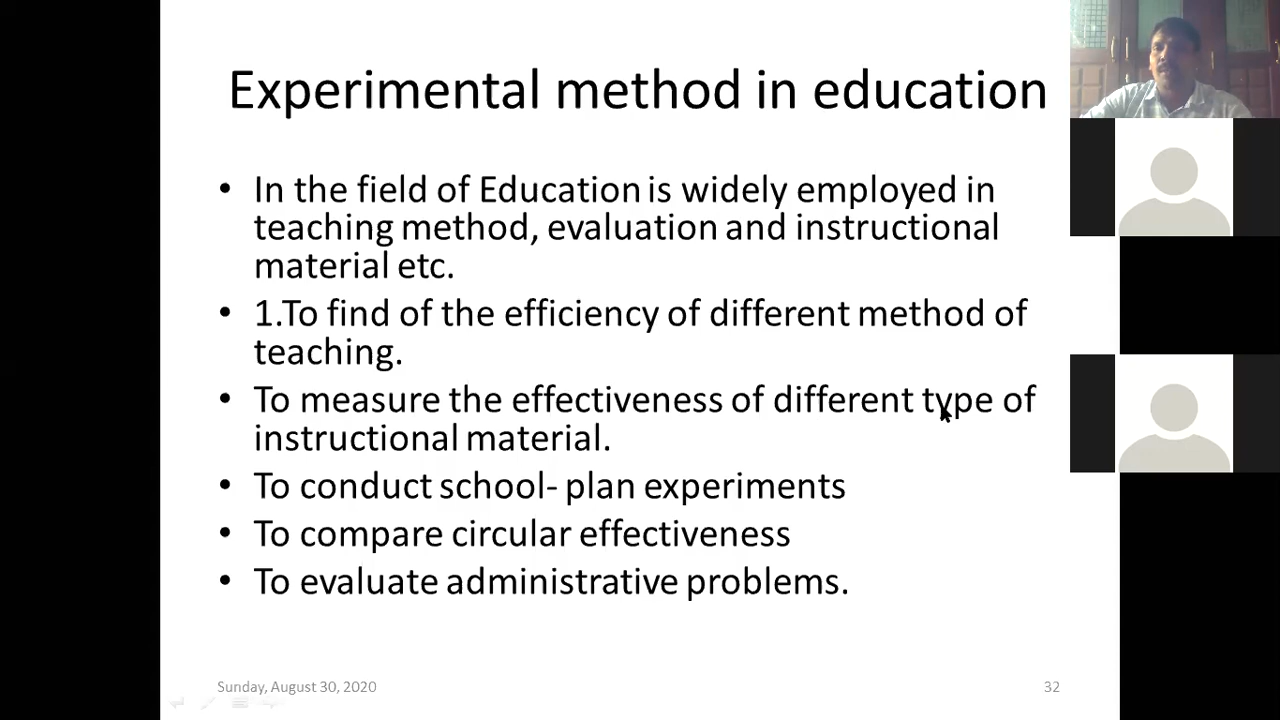 Experimental method in education
• In the field of Education is widely employed in
teaching method, evaluation and instructional
material etc.
• 1.To find of the efficiency of different method of
teaching.
• To measure the effectiveness of different type of
instructional material.
• To conduct school- plan experiments
• To compare circular effectiveness
• To evaluate administrative problems.
Sunday, August 30, 2020
32